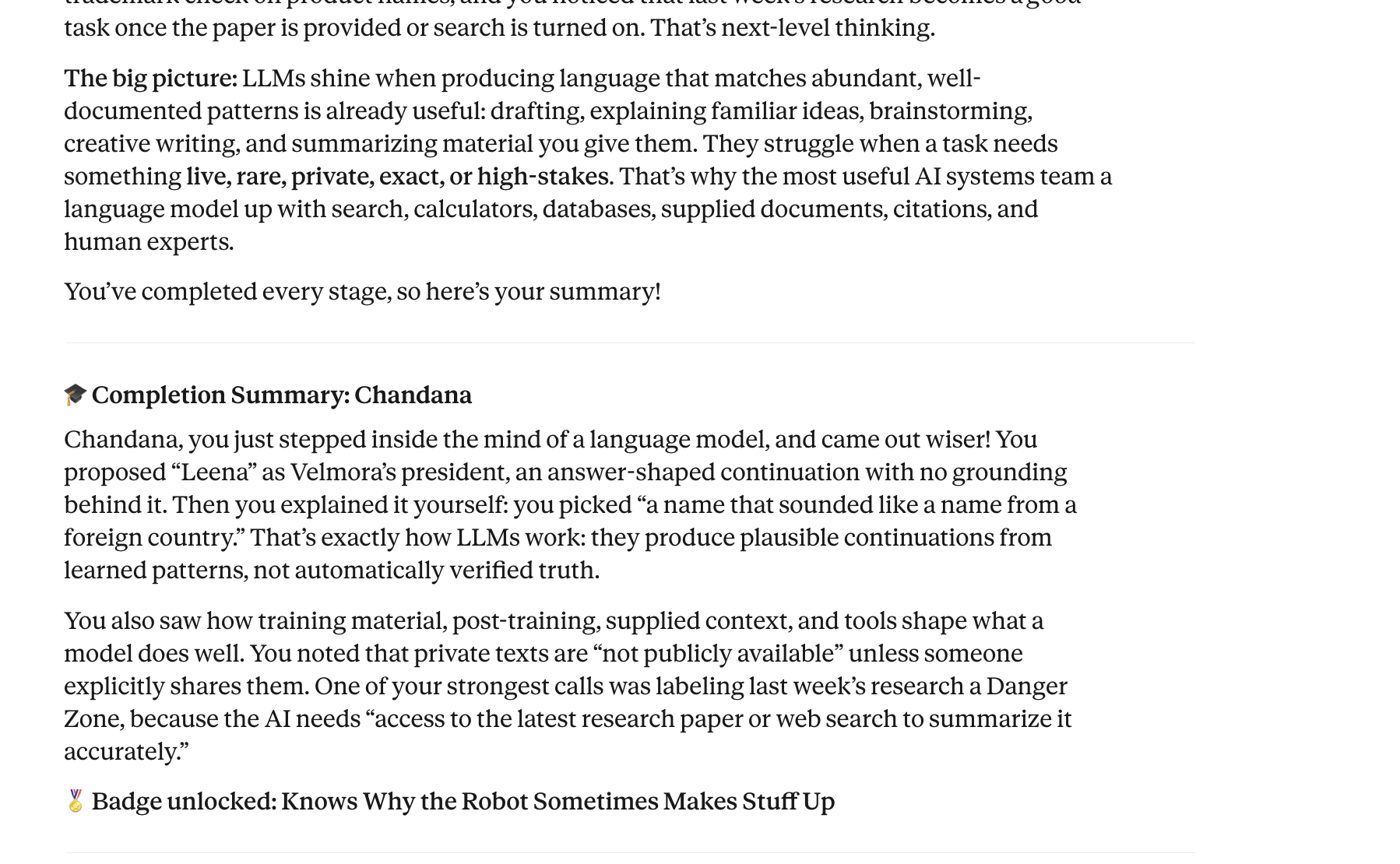 task once the paper is provided or search is turned on. That’s next-level thinking.
The big picture: LLMs shine when producing language that matches abundant, well-
documented patterns is already useful: drafting, explaining familiar ideas, brainstorming,
creative writing, and summarizing material you give them. They struggle when a task needs
something live, rare, private, exact, or high-stakes. That’s why the most useful AI systems team a
language model up with search, calculators, databases, supplied documents, citations, and
human experts.
You’ve completed every stage, so here’s your summary!
🎓 Completion Summary: Chandana
Chandana, you just stepped inside the mind of a language model, and came out wiser! You
proposed “Leena” as Velmora’s president, an answer-shaped continuation with no grounding
behind it. Then you explained it yourself: you picked “a name that sounded like a name from a
foreign country.” That’s exactly how LLMs work: they produce plausible continuations from
learned patterns, not automatically verified truth.
You also saw how training material, post-training, supplied context, and tools shape what a
model does well. You noted that private texts are “not publicly available” unless someone
explicitly shares them. One of your strongest calls was labeling last week’s research a Danger
Zone, because the AI needs “access to the latest research paper or web search to summarize it
accurately.”
🏅 Badge unlocked: Knows Why the Robot Sometimes Makes Stuff Up